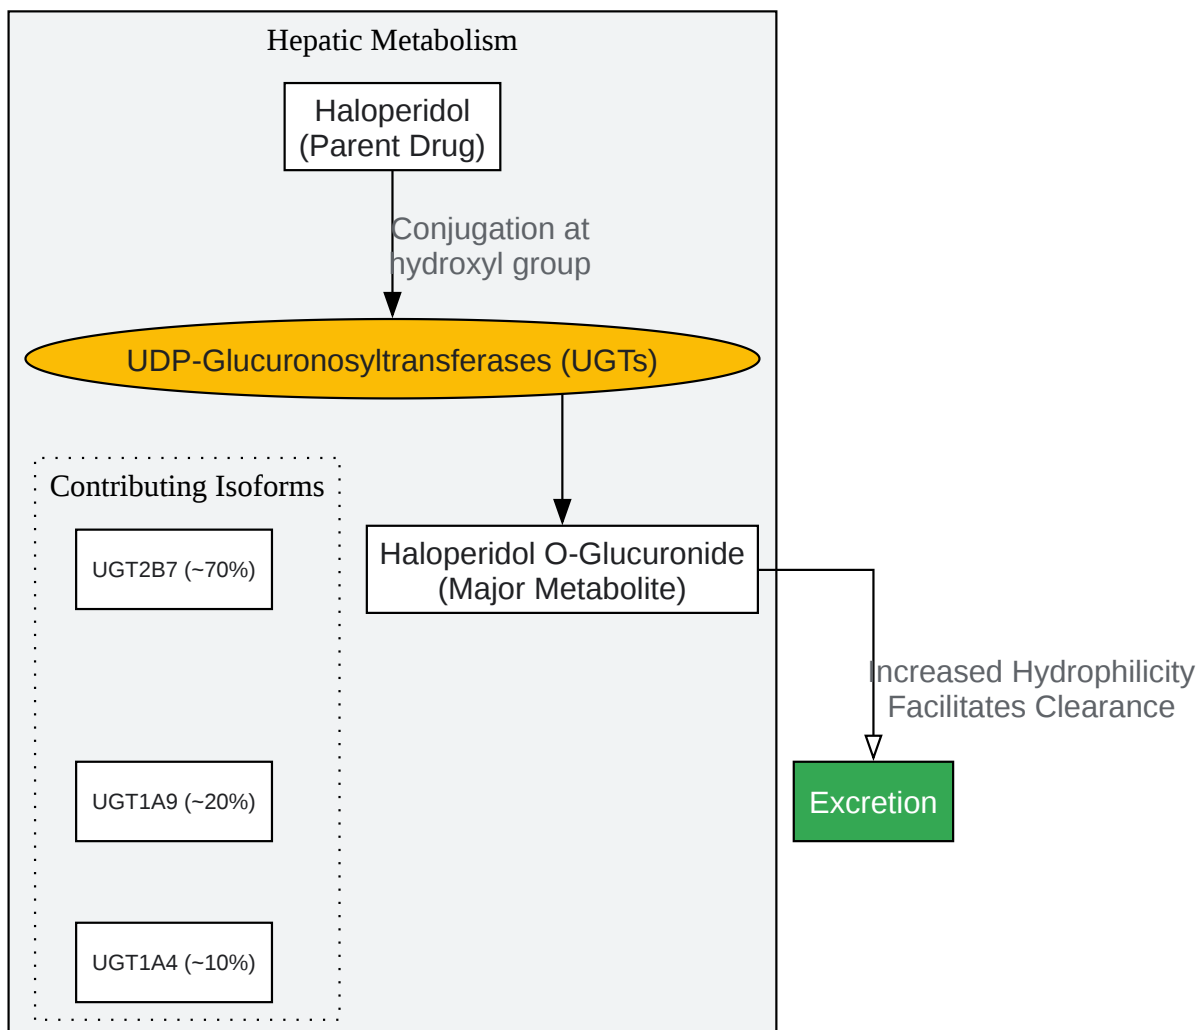 Hepatic Metabolism
Haloperidol
(Parent Drug)
Conjugation at
hydroxyl group
UDP-Glucuronosyltransferases (UGTs)
Contributing Isoforms
UGT2B7 (~70%)
Haloperidol O-Glucuronide
(Major Metabolite)
Increased Hydrophilicity
Facilitates Clearance
UGT1A9 (~20%)
Excretion
UGT1A4 (~10%)